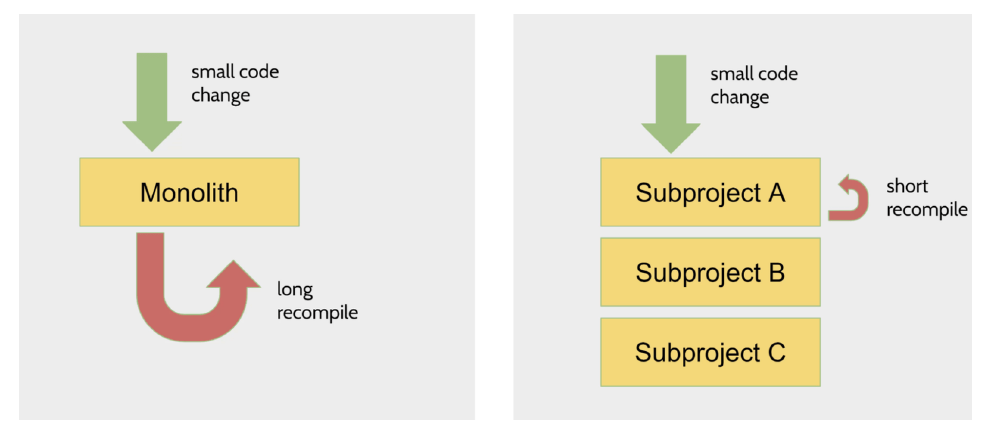 small code
change
Monolith
long
recompile
small code
change
Subproject A
short
recompile
Subproject B
Subproject C